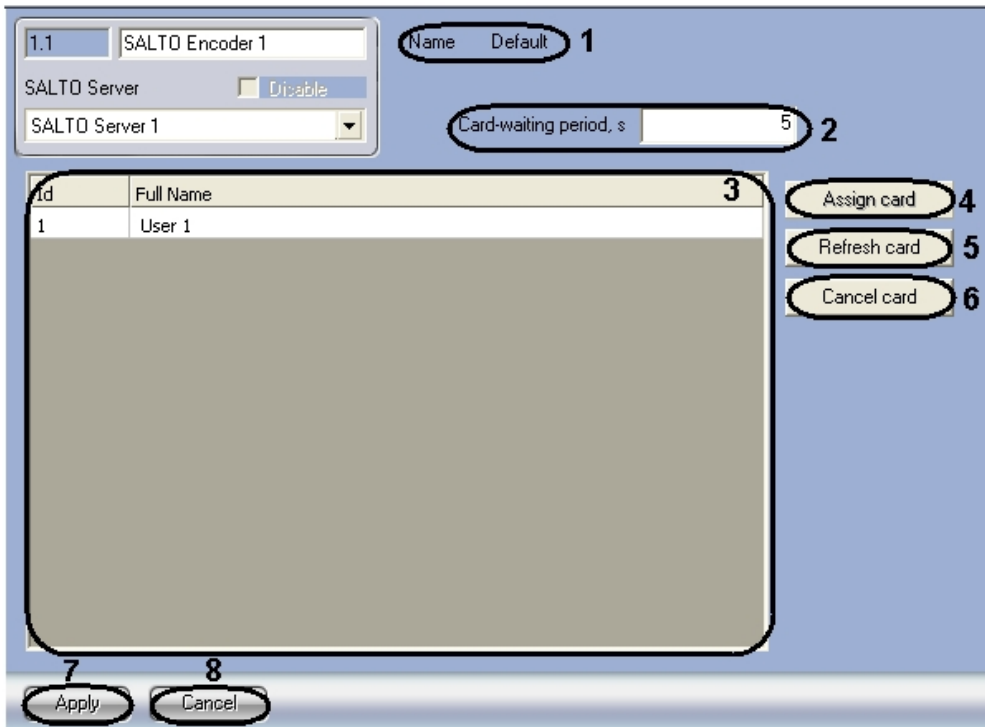 1.1 SALTO Encoder 1
Name Default 1
SALTO Server Disable
SALTO Server 1
Card-waiting period, s 5 2
Id Full Name 3
1 User 1
Assign card 4
Refresh card 5
Cancel card 6
7 8
Apply Cancel